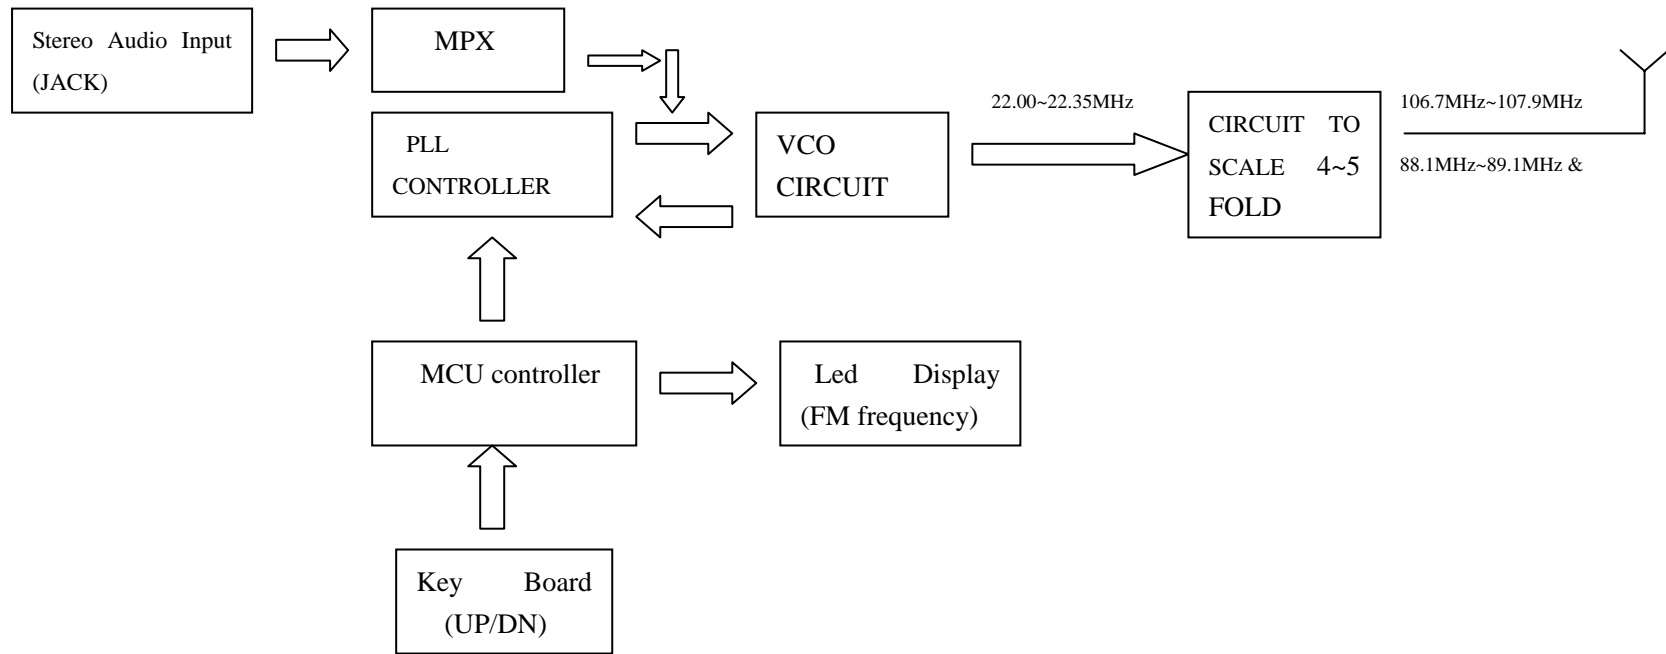 Stereo Audio Input
(JACK)
MPX
PLL
CONTROLLER
VCO
CIRCUIT
22.00~22.35MHz
CIRCUIT TO
SCALE 4~5
FOLD
106.7MHz~107.9MHz
88.1MHz~89.1MHz &
MCU controller
Led Display
(FM frequency)
Key Board
(UP/DN)